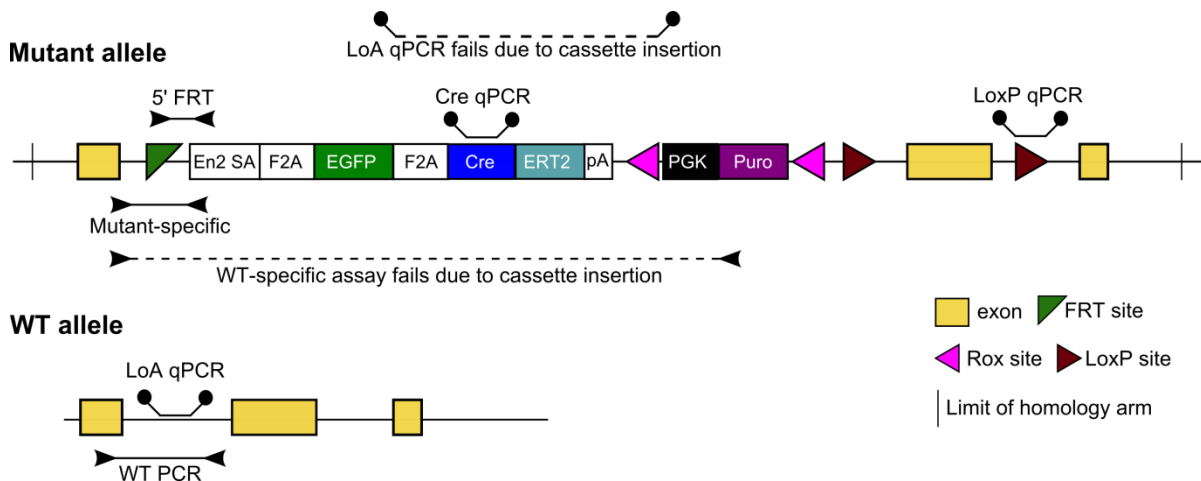 LoA qPCR fails due to cassette insertion
Mutant allele
5' FRT
Cre qPCR
LoxP qPCR
En2 SA F2A EGFP F2A Cre ERT2 pA PGK Puro
Mutant-specific
WT-specific assay fails due to cassette insertion
WT allele
LoA qPCR
WT PCR
exon FRT site
Rox site LoxP site
Limit of homology arm